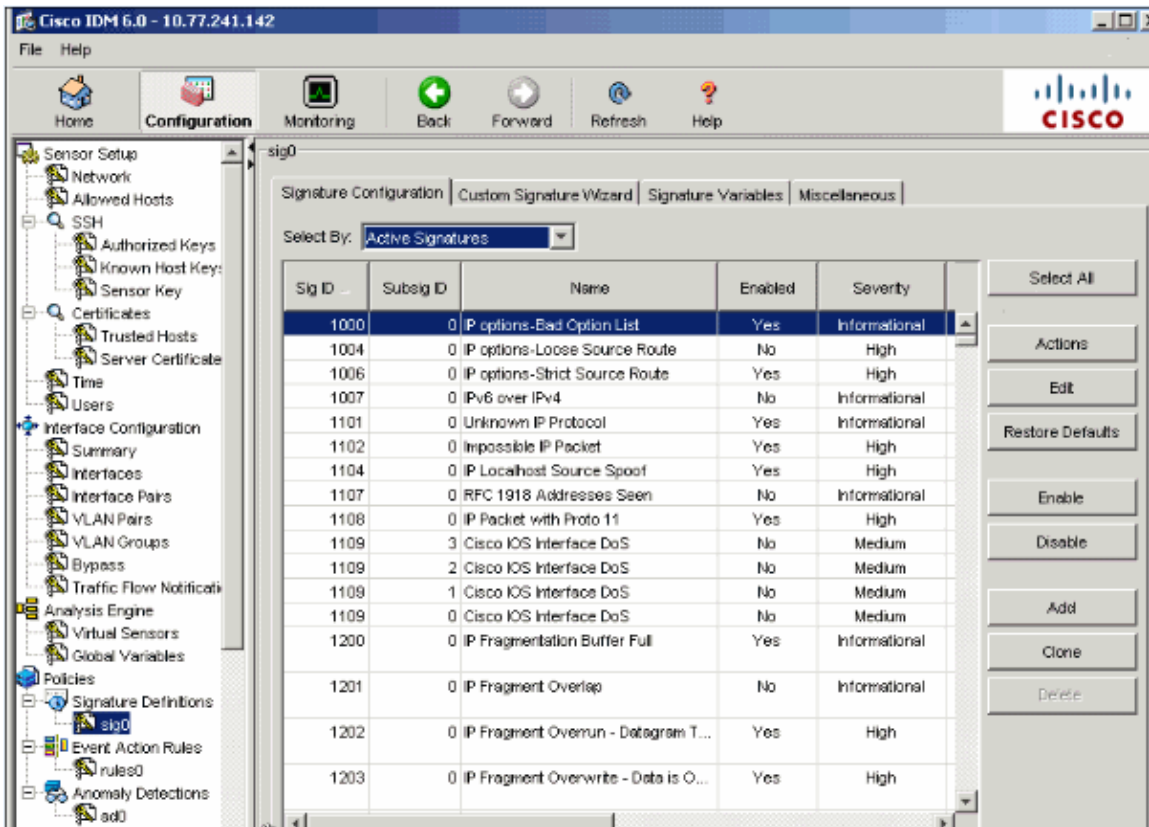 Cisco IDM 6.0 - 10.77.241.142
File Help
Home Configuration Monitoring Back Forward Refresh Help
CISCO
Sensor Setup
Network
Allowed Hosts
SSH
Authorized Keys
Known Host Key
Sensor Key
Certificates
Trusted Hosts
Server Certificate
Time
Users
Interface Configuration
Summary
Interfaces
Interface Pairs
VLAN Pairs
VLAN Groups
Bypass
Traffic Flow Notificati
Analysis Engine
Virtual Sensors
Global Variables
Policies
Signature Definitions
sig0
Event Action Rules
rules0
Anomaly Detections
ad0
sig0
Signature Configuration Custom Signature Wizard Signature Variables Miscellaneous
Select By: Active Signatures
Sig ID Subsig ID Name Enabled Severity
1000 0 IP options-Bad Option List Yes Informational
1004 0 IP options-Loose Source Route No High
1006 0 IP options-Strict Source Route Yes High
1007 0 IPv6 over IPv4 No Informational
1101 0 Unknown IP Protocol Yes Informational
1102 0 Impossible IP Packet Yes High
1104 0 IP Localhost Source Spoof Yes High
1107 0 RFC 1918 Addresses Seen No Informational
1108 0 IP Packet with Proto 11 Yes High
1109 3 Cisco IOS Interface DoS No Medium
1109 2 Cisco IOS Interface DoS No Medium
1109 1 Cisco IOS Interface DoS No Medium
1109 0 Cisco IOS Interface DoS No Medium
1200 0 IP Fragmentation Buffer Full Yes Informational
1201 0 IP Fragment Overlap No Informational
1202 0 IP Fragment Overrun - Datagram T... Yes High
1203 0 IP Fragment Overwrite - Data is O... Yes High
Select All
Actions
Edit
Restore Defaults
Enable
Disable
Add
Clone
Delete